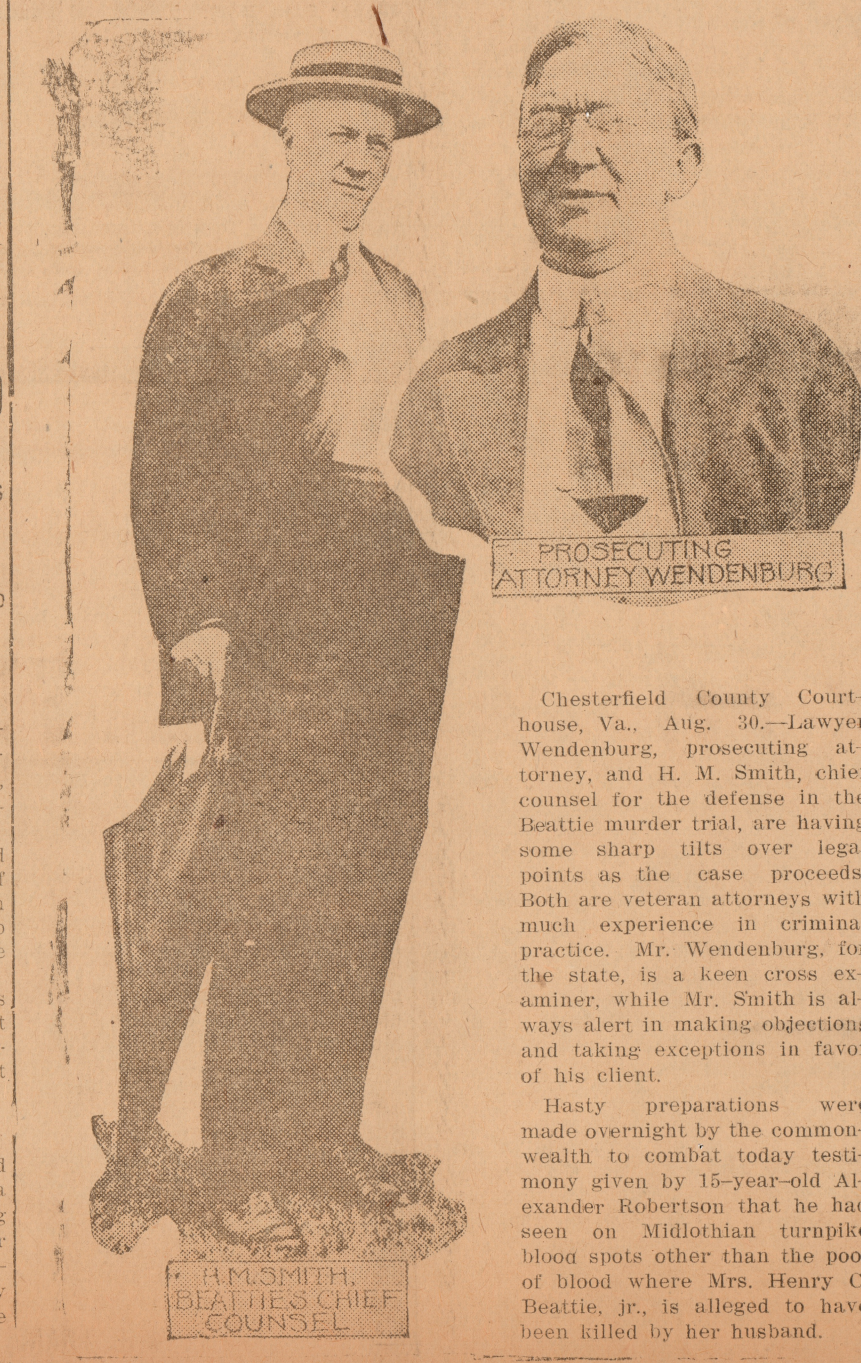 PROSECUTING
ATTORNEY WENDENBURG
Chesterfield County Court-
house, Va., Aug. 30.—Lawyer
Wendenburg, prosecuting at-
torney, and H. M. Smith, chie
counsel for the defense in the
Beattie murder trial, are having
some sharp tilts over lega
points as the case proceeds
Both are veteran attorneys with
much experience in crimina
practice. Mr. Wendenburg, for
the state, is a keen cross ex-
aminer, while Mr. Smith is al-
ways alert in making objections
and taking exceptions in favor
of his client.
Hasty preparations were
made overnight by the common-
wealth to combat today testi-
mony given by 15-year-old Al-
exander Robertson that he had
seen on Midlothian turnpike
blood spots other than the poo
of blood where Mrs. Henry C
Beattie, jr., is alleged to have
been killed by her husband.
H. M. SMITH,
BEATTIE'S CHIEF
COUNSEL